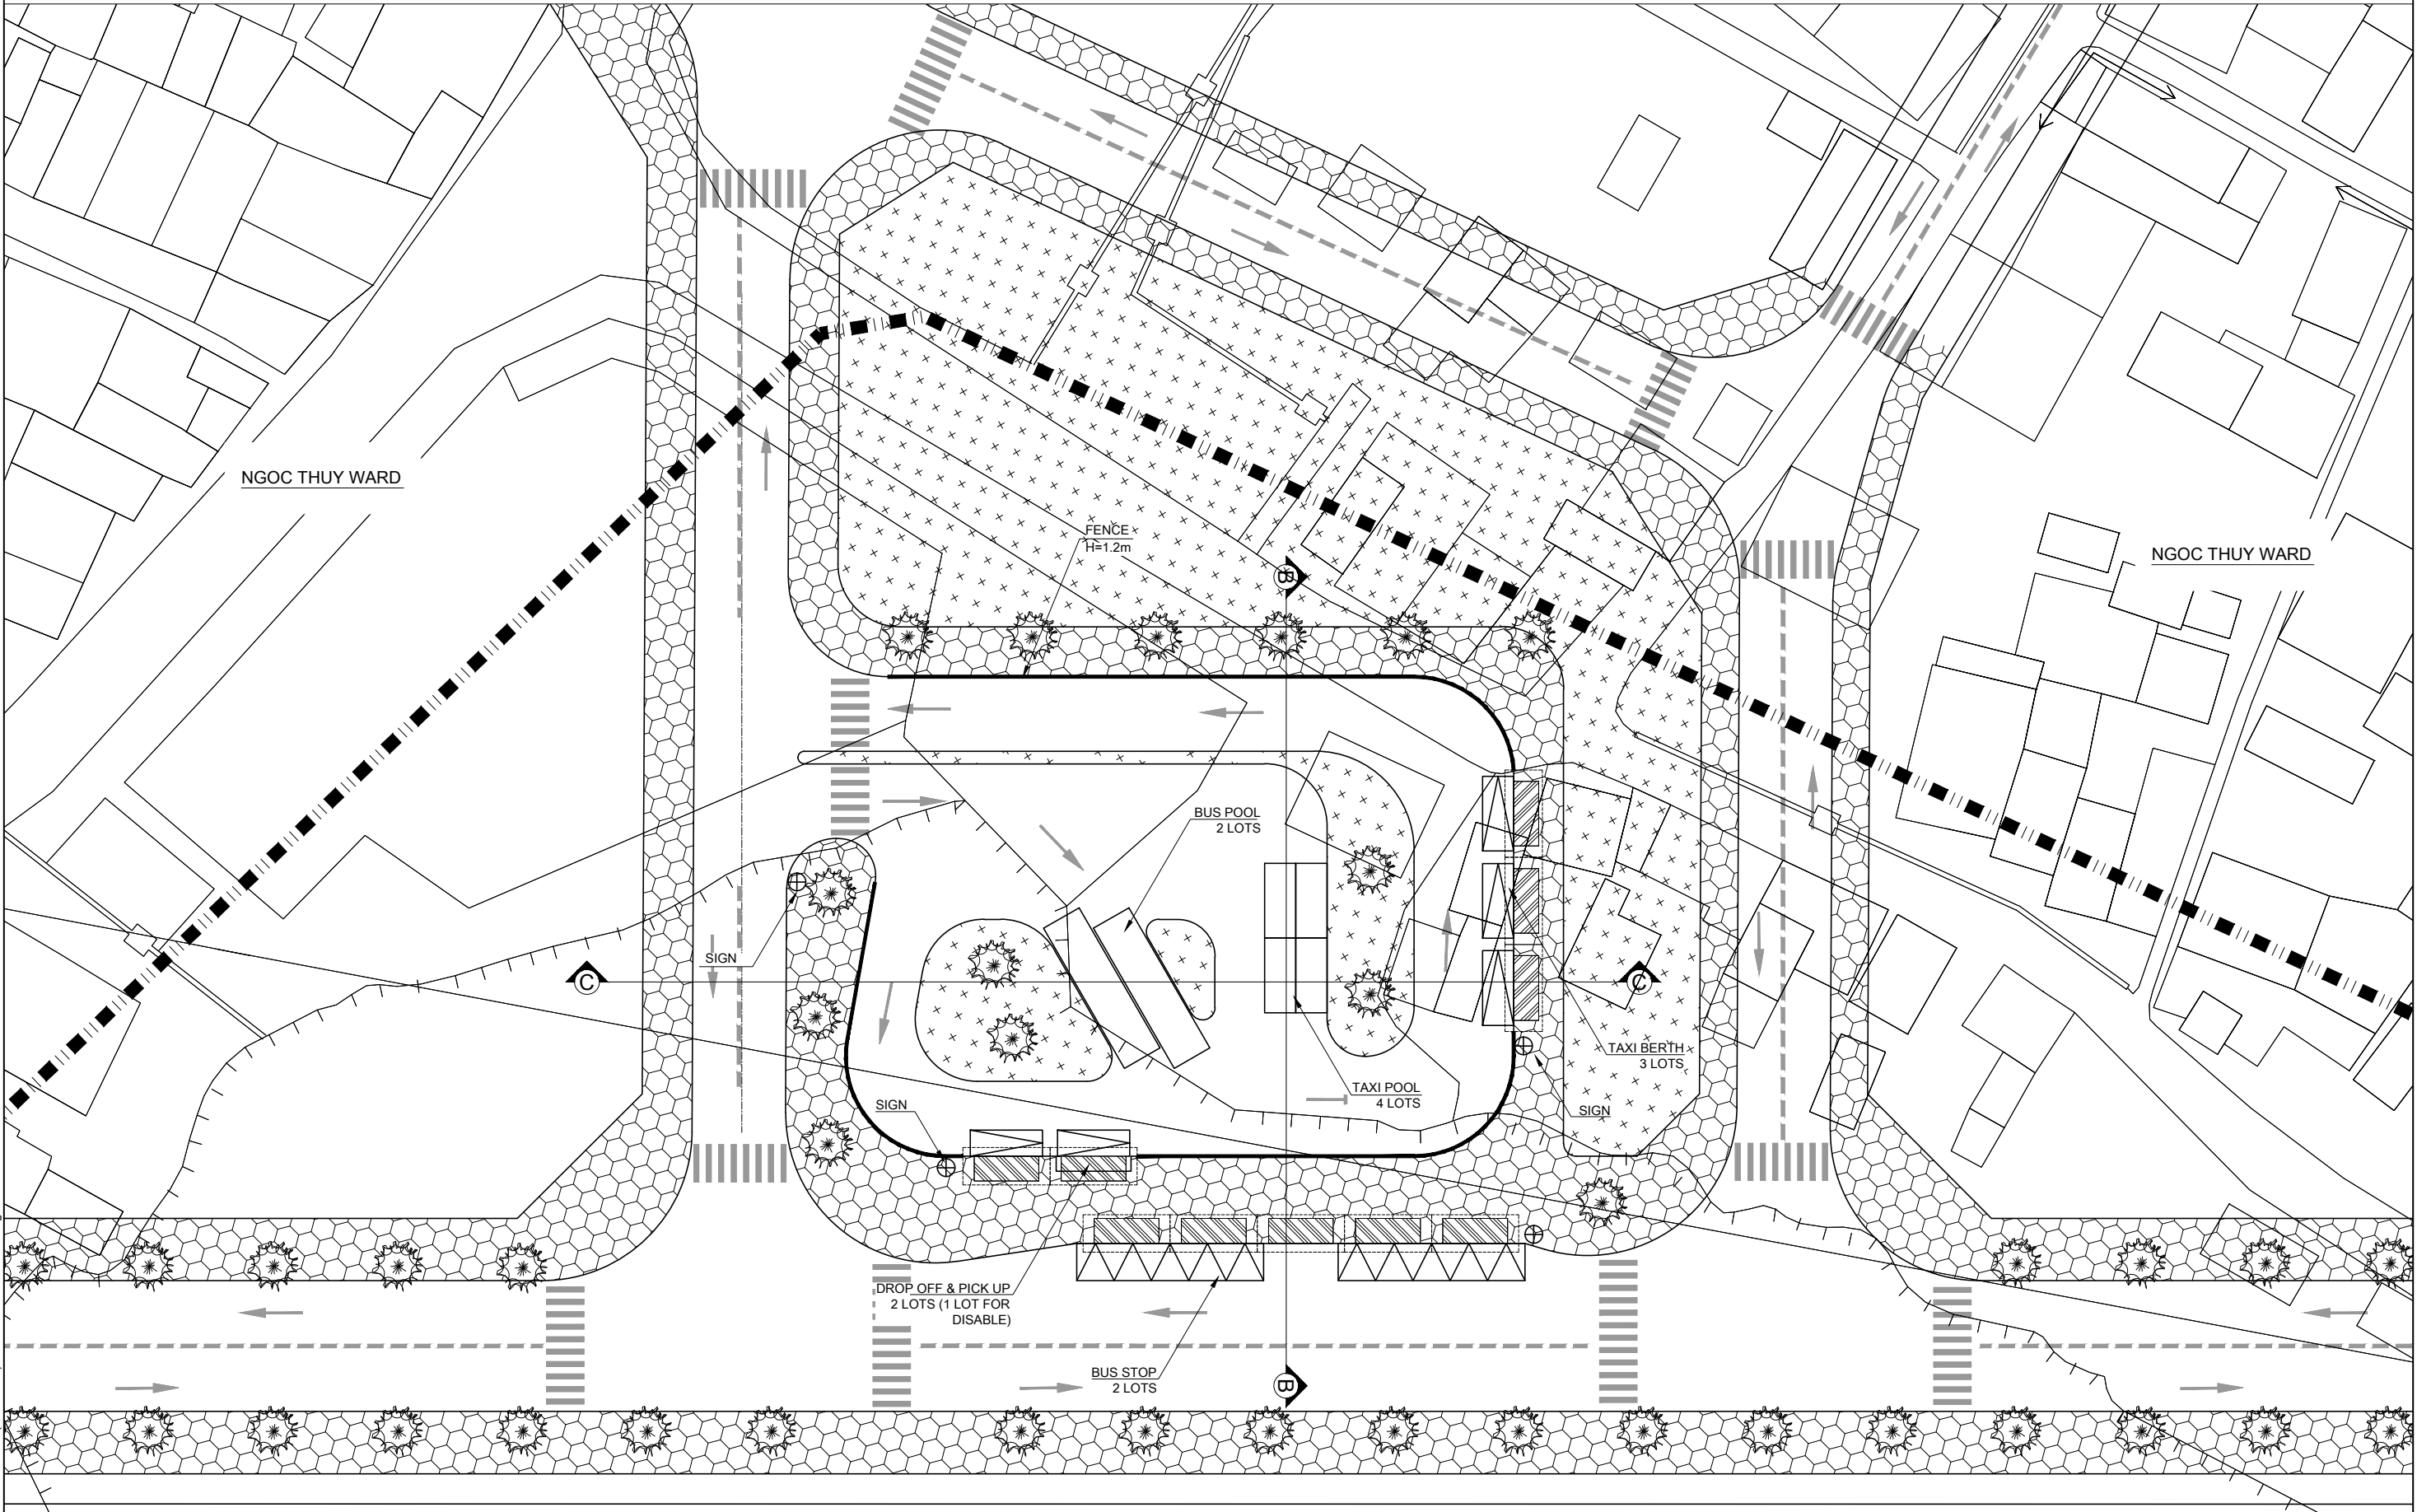 NGOC THUY WARD
FENCE
H=1.2m
B
NGOC THUY WARD
BUS POOL
2 LOTS
SIGN
C
C
TAXI BERTH
3 LOTS
TAXI POOL
4 LOTS
SIGN
SIGN
DROP OFF & PICK UP
2 LOTS (1 LOT FOR
DISABLE)
BUS STOP
2 LOTS
B